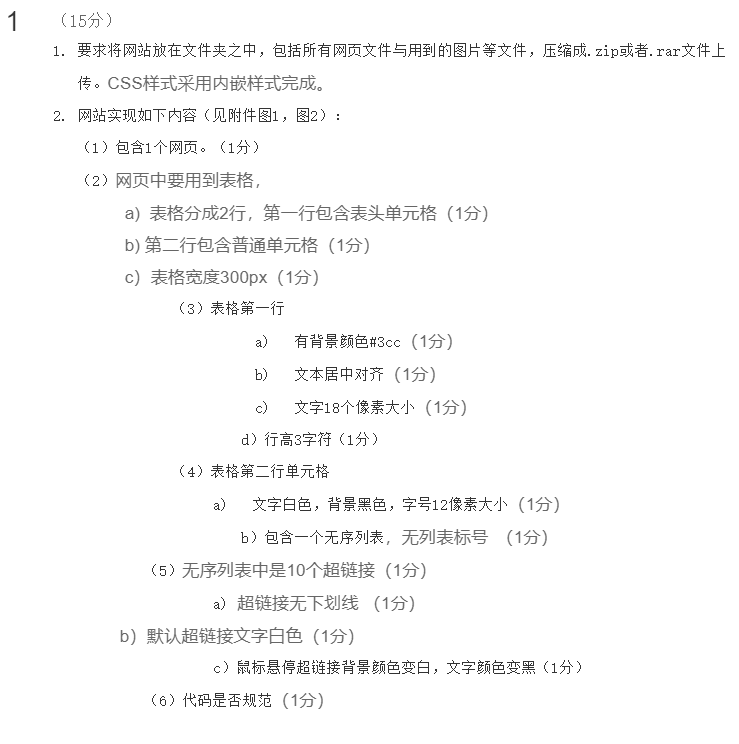 1 （15分）
1. 要求将网站放在文件夹之中，包括所有网页文件与用到的图片等文件，压缩成.zip或者.rar文件上
传。CSS样式采用内嵌样式完成。
2. 网站实现如下内容（见附件图1，图2）：
（1）包含1个网页。（1分）
（2）网页中要用到表格，
a）表格分成2行，第一行包含表头单元格（1分）
b) 第二行包含普通单元格（1分）
c）表格宽度300px（1分）
（3）表格第一行
a) 有背景颜色#3cc（1分）
b) 文本居中对齐（1分）
c) 文字18个像素大小（1分）
d）行高3字符（1分）
（4）表格第二行单元格
a) 文字白色，背景黑色，字号12像素大小（1分）
b）包含一个无序列表，无列表标号 （1分）
（5）无序列表中是10个超链接（1分）
a）超链接无下划线 （1分）
b）默认超链接文字白色（1分）
c）鼠标悬停超链接背景颜色变白，文字颜色变黑（1分）
（6）代码是否规范（1分）